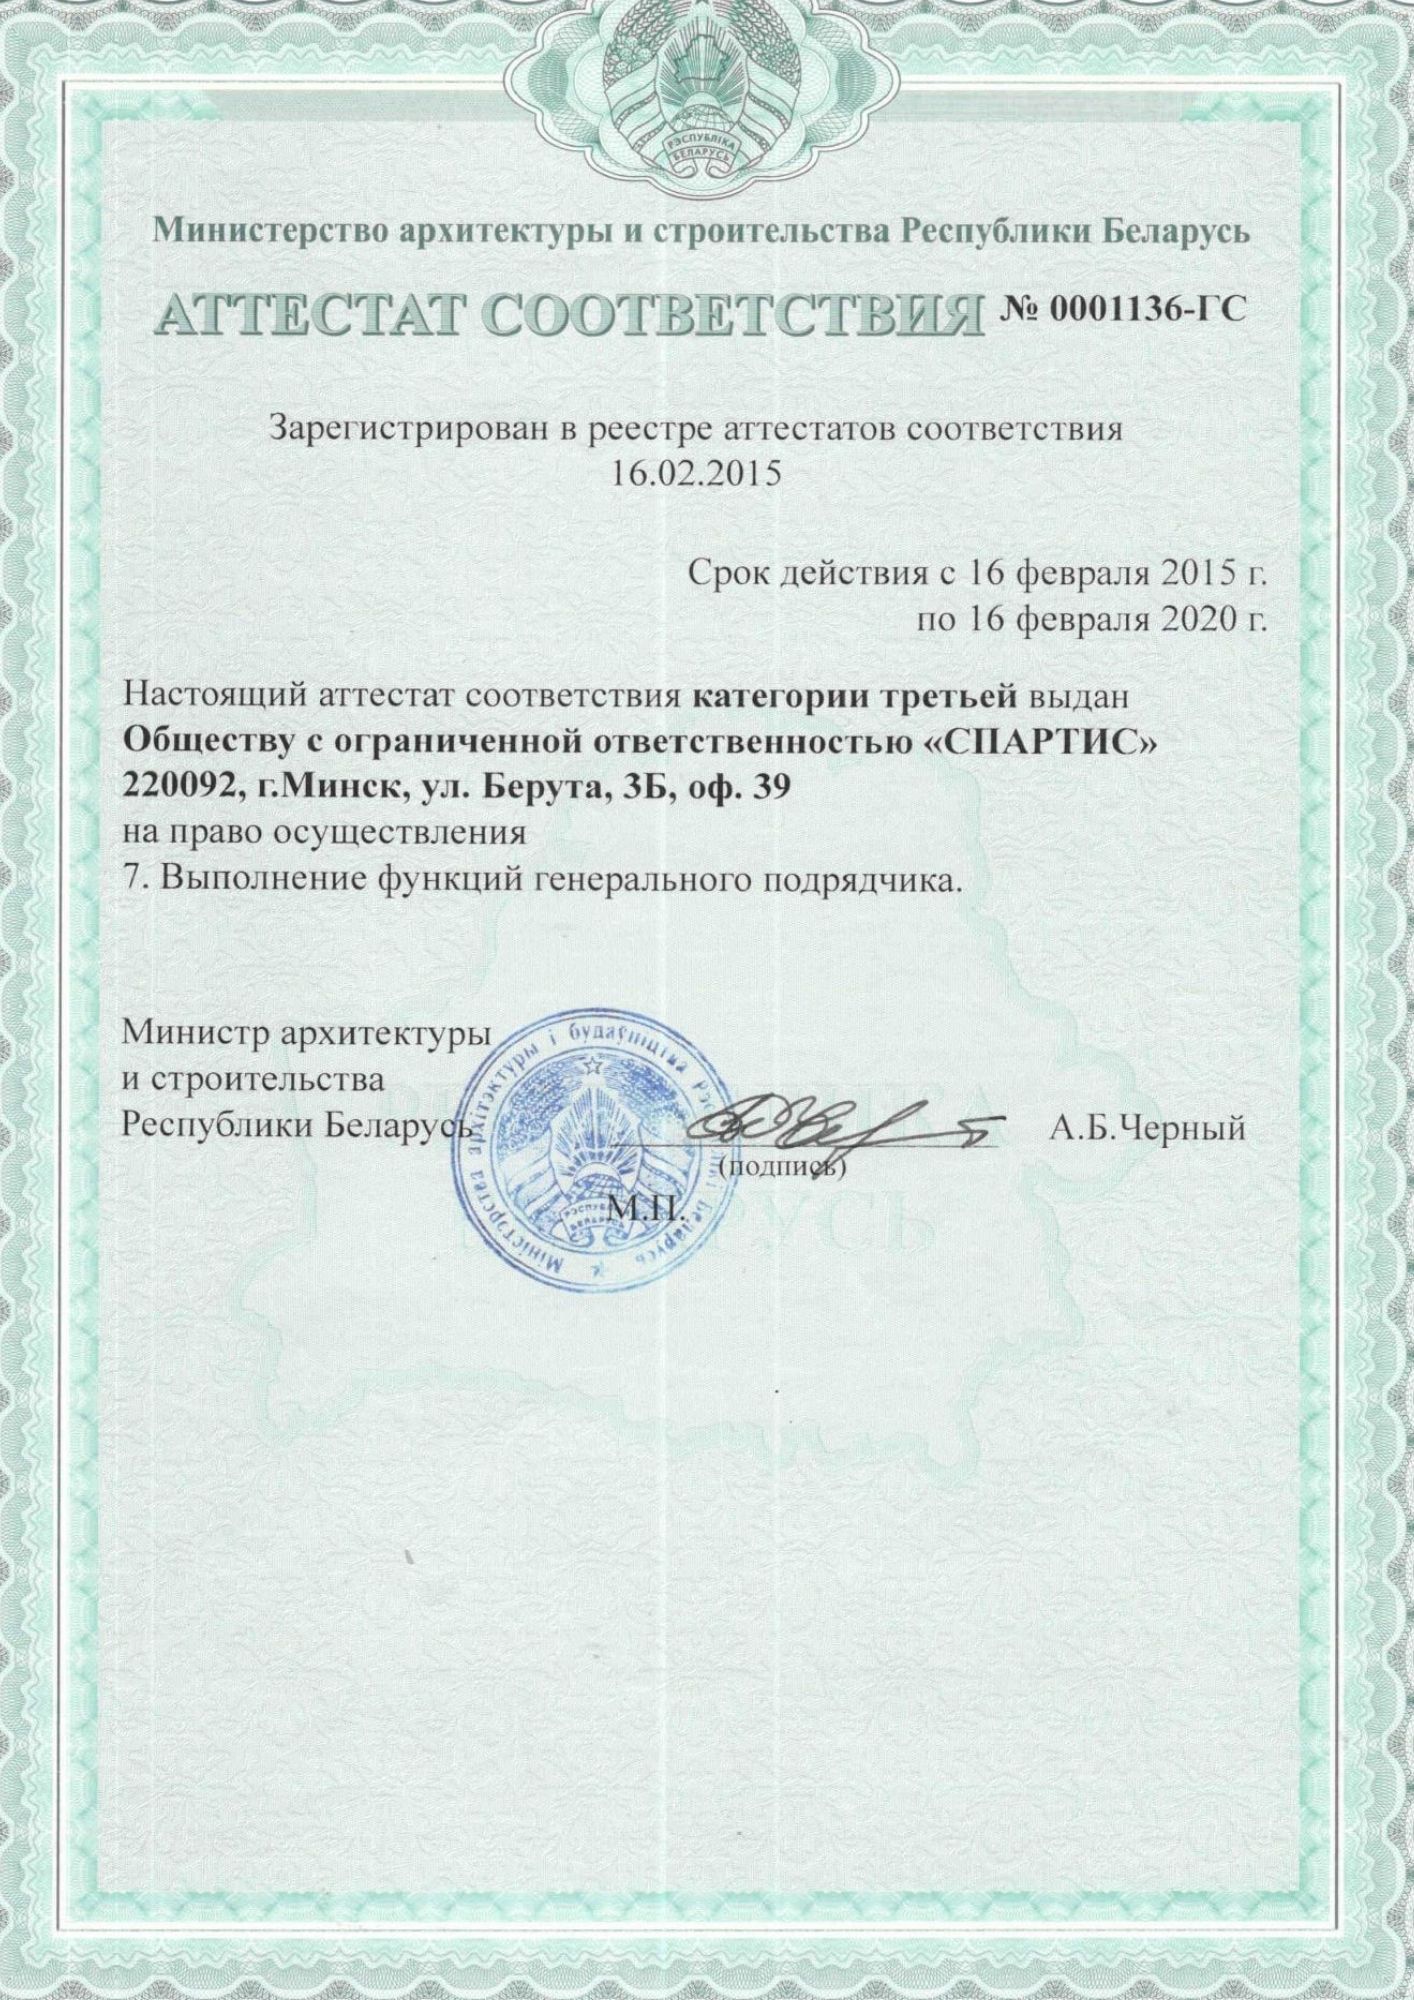 РЭСПУБЛІКА
БЕЛАРУСЬ
Министерство архитектуры и строительства Республики Беларусь
АТТЕСТАТ СООТВЕТСТВИЯ № 0001136-ГС
Зарегистрирован в реестре аттестатов соответствия
16.02.2015
Срок действия с 16 февраля 2015 г.
по 16 февраля 2020 г.
Настоящий аттестат соответствия категории третьей выдан
Обществу с ограниченной ответственностью «СПАРТИС»
220092, г.Минск, ул. Берута, 3Б, оф. 39
на право осуществления
7. Выполнение функций генерального подрядчика.
Министр архитектуры
и строительства
Республики Беларусь
А.Б.Черный
(подпись)
М.П.
Міністэрства архітэктуры і будаўніцтва Рэспублікі Беларусь
РЭСПУБЛІКА
БЕЛАРУСЬ